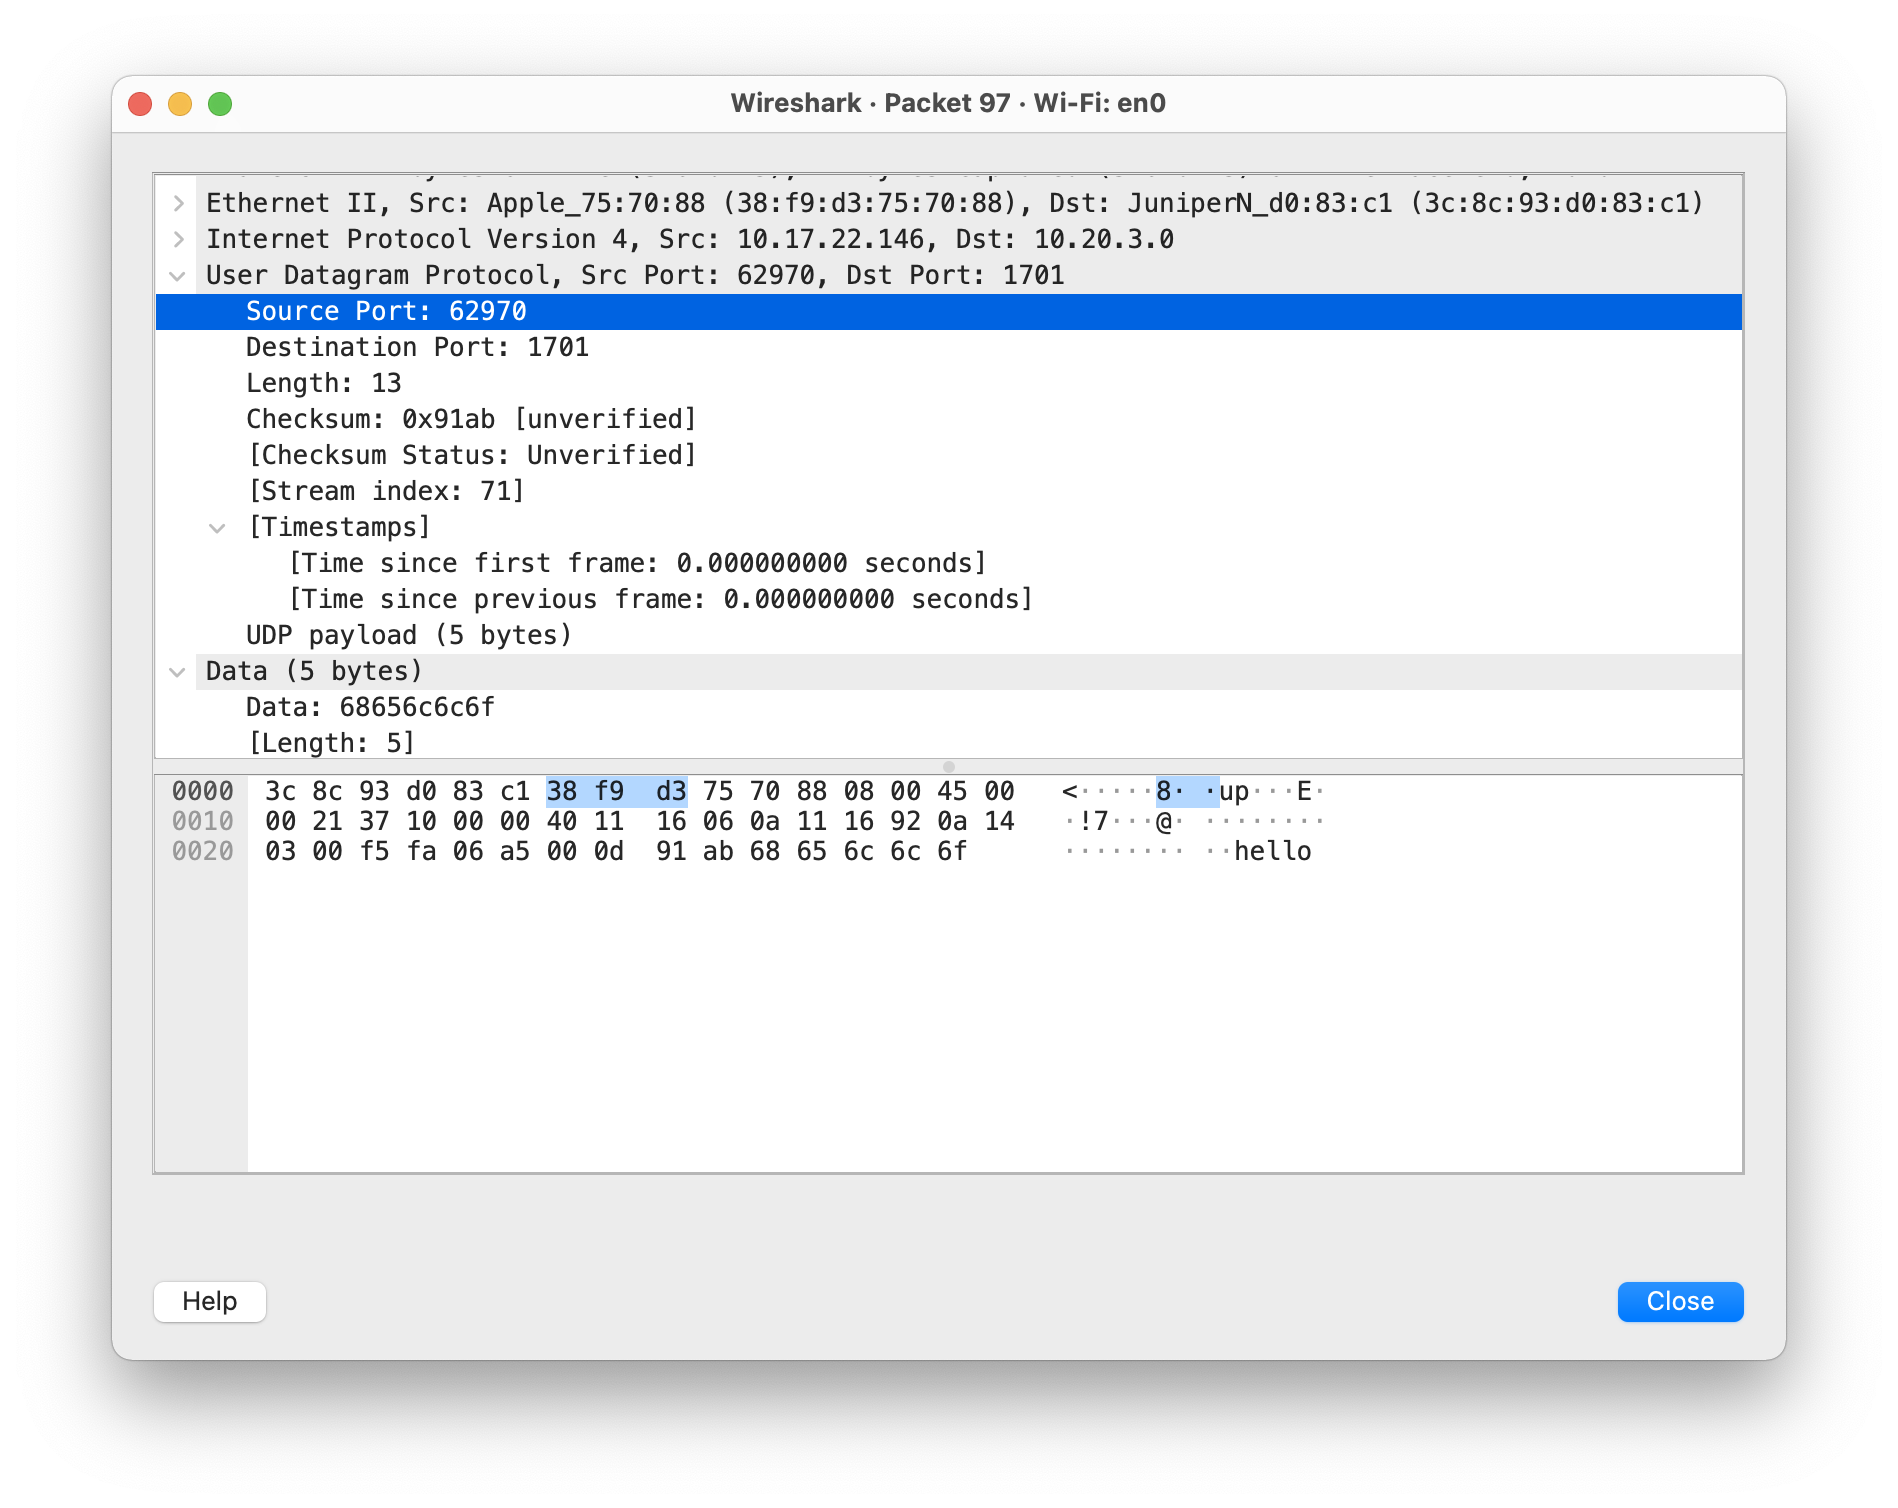 Wireshark · Packet 97 · Wi-Fi: en0
Ethernet II, Src: Apple_75:70:88 (38:f9:d3:75:70:88), Dst: JuniperN_d0:83:c1 (3c:8c:93:d0:83:c1)
Internet Protocol Version 4, Src: 10.17.22.146, Dst: 10.20.3.0
User Datagram Protocol, Src Port: 62970, Dst Port: 1701
Source Port: 62970
Destination Port: 1701
Length: 13
Checksum: 0x91ab [unverified]
[Checksum Status: Unverified]
[Stream index: 71]
[Timestamps]
[Time since first frame: 0.000000000 seconds]
[Time since previous frame: 0.000000000 seconds]
UDP payload (5 bytes)
Data (5 bytes)
Data: 68656c6c6f
[Length: 5]
0000 3c 8c 93 d0 83 c1 38 f9 d3 75 70 88 08 00 45 00 <·····8· ·up···E·
0010 00 21 37 10 00 00 40 11 16 06 0a 11 16 92 0a 14 ·!7···@· ········
0020 03 00 f5 fa 06 a5 00 0d 91 ab 68 65 6c 6c 6f ········ ··hello
Help
Close